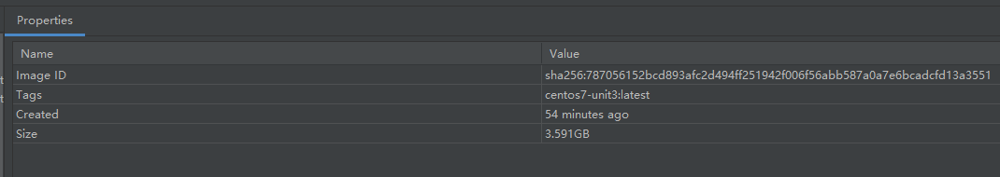 Properties
Name Value
Image ID sha256:787056152bcd893afc2d494ff251942f006f56abb587a0a7e6bcadcfd13a3551
Tags centos7-unit3:latest
Created 54 minutes ago
Size 3.591GB